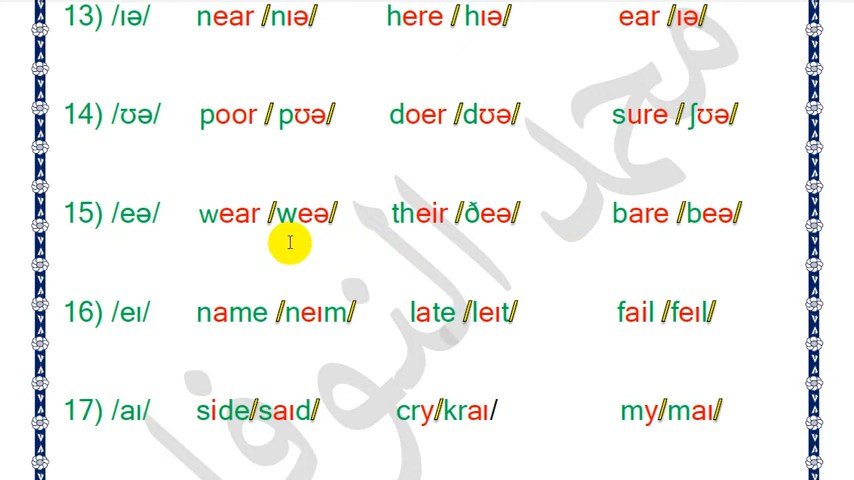 13) /ɪə/ near /nɪə/ here /hɪə/ ear /ɪə/
14) /ʊə/ poor /pʊə/ doer /dʊə/ sure /ʃʊə/
15) /eə/ wear /weə/ their /ðeə/ bare /beə/
16) /eɪ/ name /neɪm/ late /leɪt/ fail /feɪl/
17) /aɪ/ side/saɪd/ cry/kraɪ/ my/maɪ/
محمد النوفل